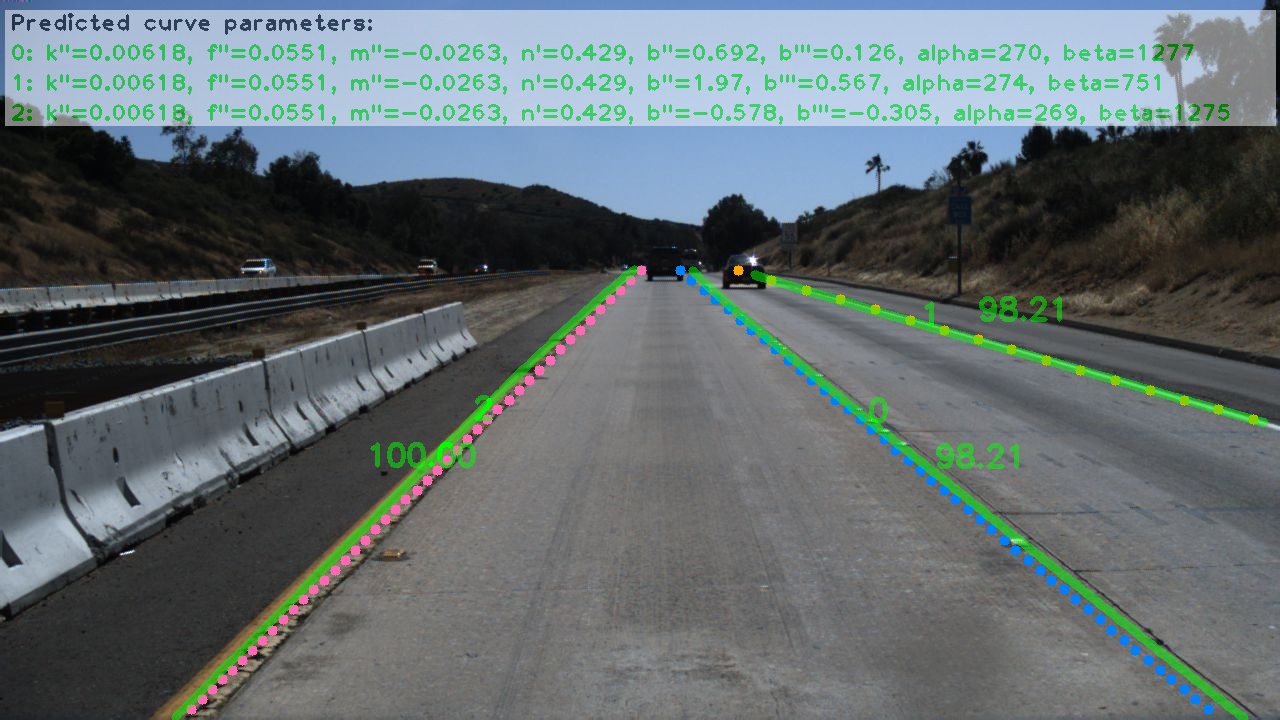 Predicted curve parameters:
0: k''=0.00618, f''=0.0551, m''=-0.0263, n'=0.429, b''=0.692, b'''=0.126, alpha=270, beta=1277
1: k''=0.00618, f''=0.0551, m''=-0.0263, n'=0.429, b''=1.97, b'''=0.567, alpha=274, beta=751
2: k''=0.00618, f''=0.0551, m''=-0.0263, n'=0.429, b''=-0.578, b'''=-0.305, alpha=269, beta=1275
1 98.21
2 0
100.00 98.21